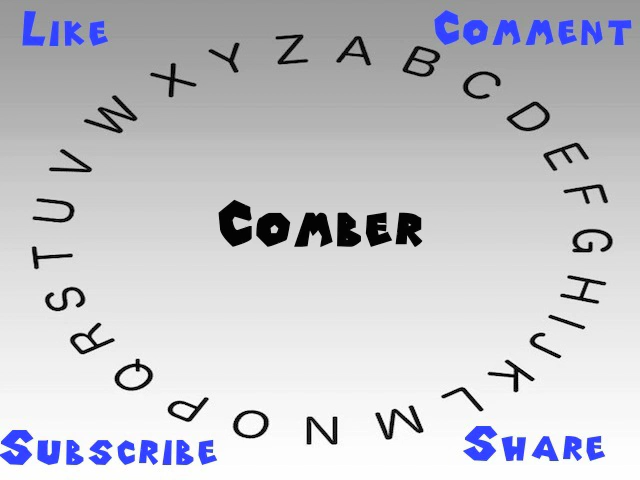 Like
Comment
A B C D E F G H I J K L M N O P Q R S T U V W X Y Z
Comber
Subscribe
Share